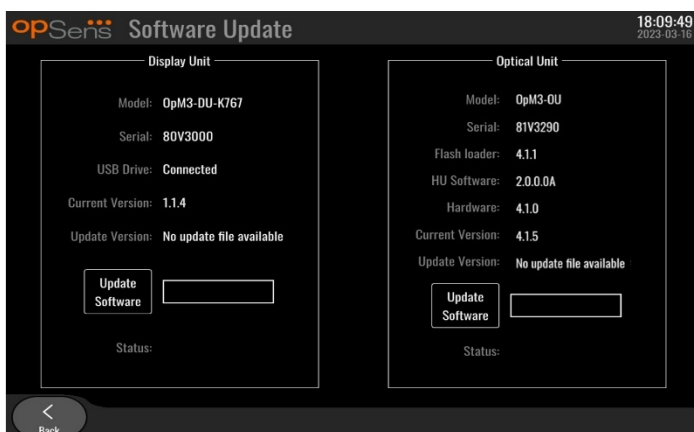 opSens Software Update
18:09:49
2023-03-16
Display Unit
Model: OpM3-DU-K767
Serial: 80V3000
USB Drive: Connected
Current Version: 1.1.4
Update Version: No update file available
Update
Software
Status:
Optical Unit
Model: OpM3-OU
Serial: 81V3290
Flash loader: 4.1.1
HU Software: 2.0.0.0A
Hardware: 4.1.0
Current Version: 4.1.5
Update Version: No update file available
Update
Software
Status:
Back